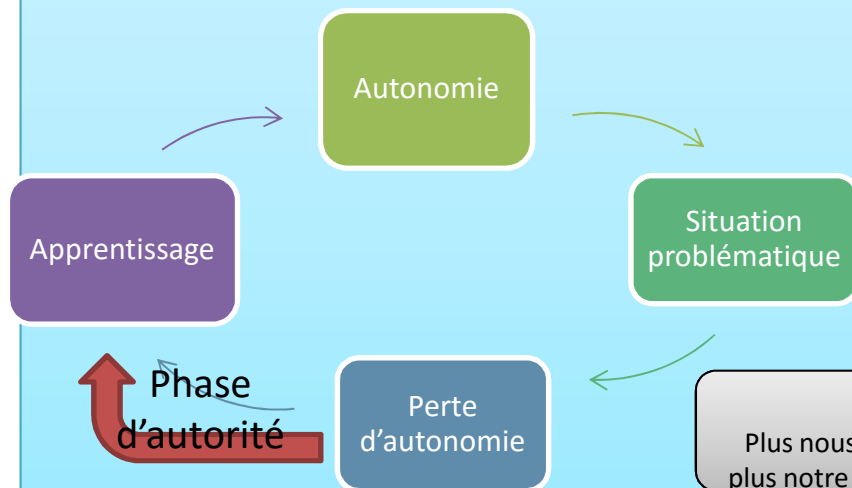 Autonomie
Situation
problématique
Apprentissage
Phase
d'autorité
Perte
d'autonomie
Plus nous
plus notre